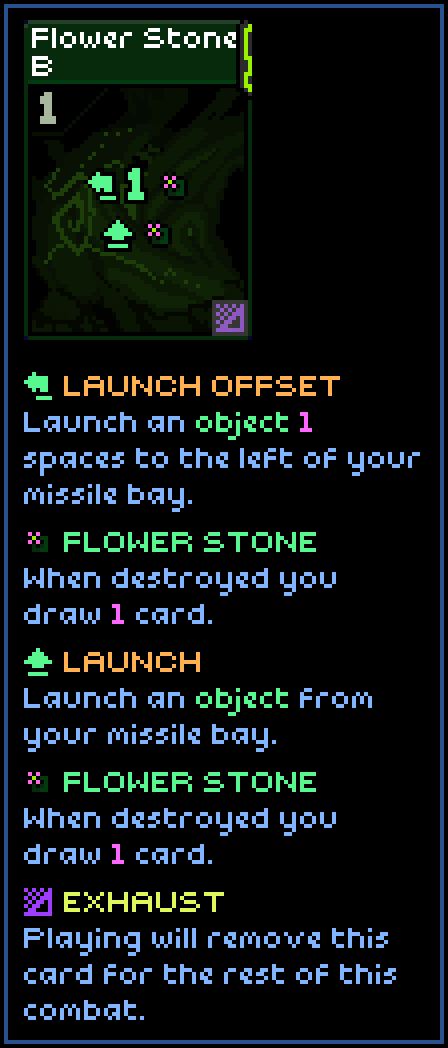 Flower Stone
B
1
1
LAUNCH OFFSET
Launch an object 1
spaces to the left of your
missile bay.
FLOWER STONE
When destroyed you
draw 1 card.
LAUNCH
Launch an object from
your missile bay.
FLOWER STONE
When destroyed you
draw 1 card.
EXHAUST
Playing will remove this
card for the rest of this
combat.